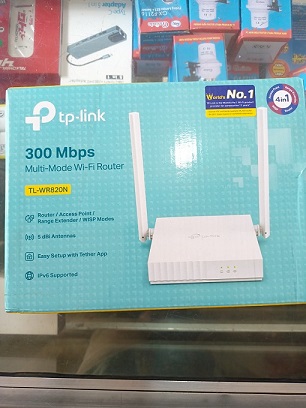 tp-link
World's No.1
4in1
300 Mbps
Multi-Mode Wi-Fi Router
TL-WR820N
Router / Access Point /
Range Extender / WISP Modes
5 dBi Antennas
Easy Setup with Tether App
IPv6 Supported